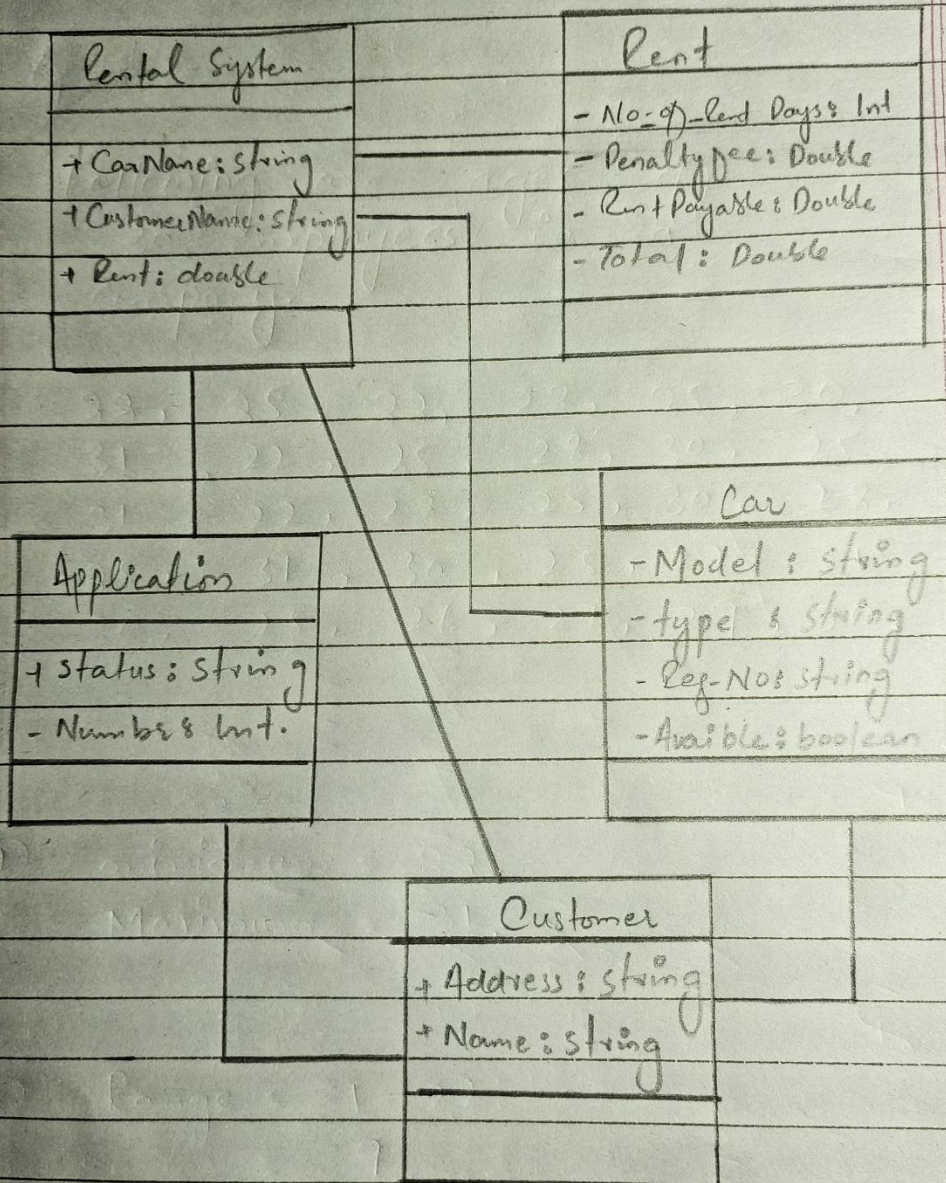 Rental System
+ CarName: string
+ CustomerName: string
+ Rent: double
Rent
- No-of-Rent Days: Int
- Penaltyfee: Double
- Rent Payable: Double
- Total: Double
Application
+ status: String
- Numbr: Int.
Car
- Model: string
- type: string
- Reg-No: string
- Avaible: boolean
Customer
+ Address: string
+ Name: string